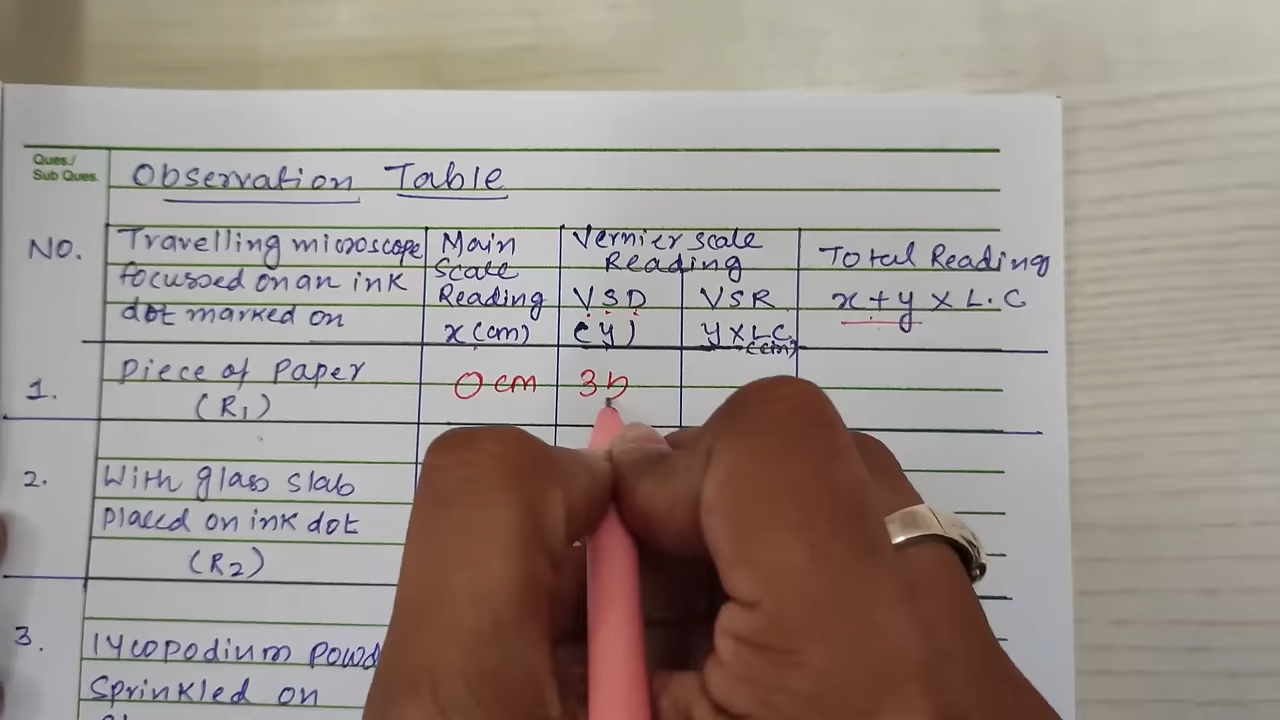 Ques./
Sub Ques.
Observation Table
NO.
Travelling microscope
focussed on an ink
dot marked on
Main
Scale
Reading
x (cm)
Vernier scale
Reading
VSD
(y)
VSR
y x L.C.
(cm)
Total Reading
x + y x L.C
1.
Piece of Paper
(R1)
0 cm
2.
With glass slab
placed on ink dot
(R2)
3.
lycopodium
Sprinkled on